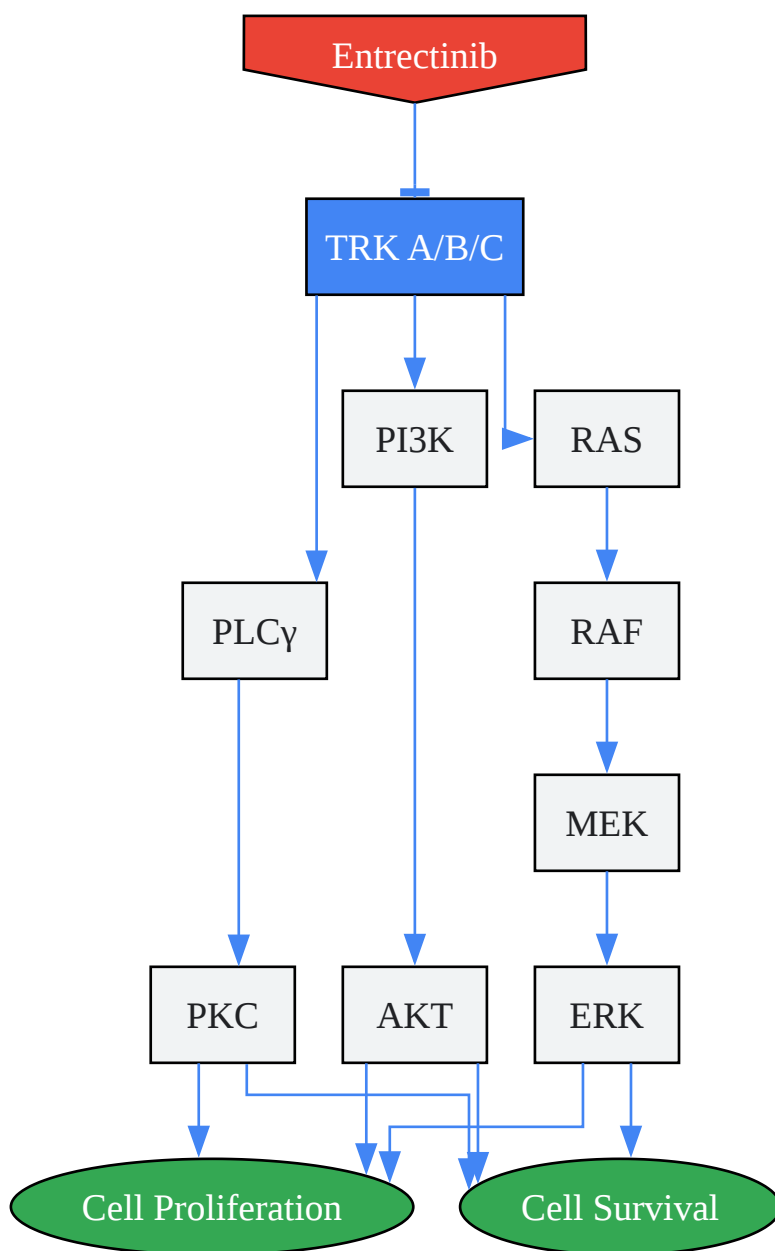 Entrectinib
TRK A/B/C
PI3K
RAS
PLCγ
RAF
MEK
PKC
AKT
ERK
Cell Proliferation
Cell Survival